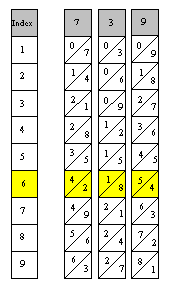 Index 7 3 9
1 0/7 0/3 0/9
2 1/4 0/6 1/8
3 2/1 0/9 2/7
4 2/8 1/2 3/6
5 3/5 1/5 4/5
6 4/2 1/8 5/4
7 4/9 2/1 6/3
8 5/6 2/4 7/2
9 6/3 2/7 8/1